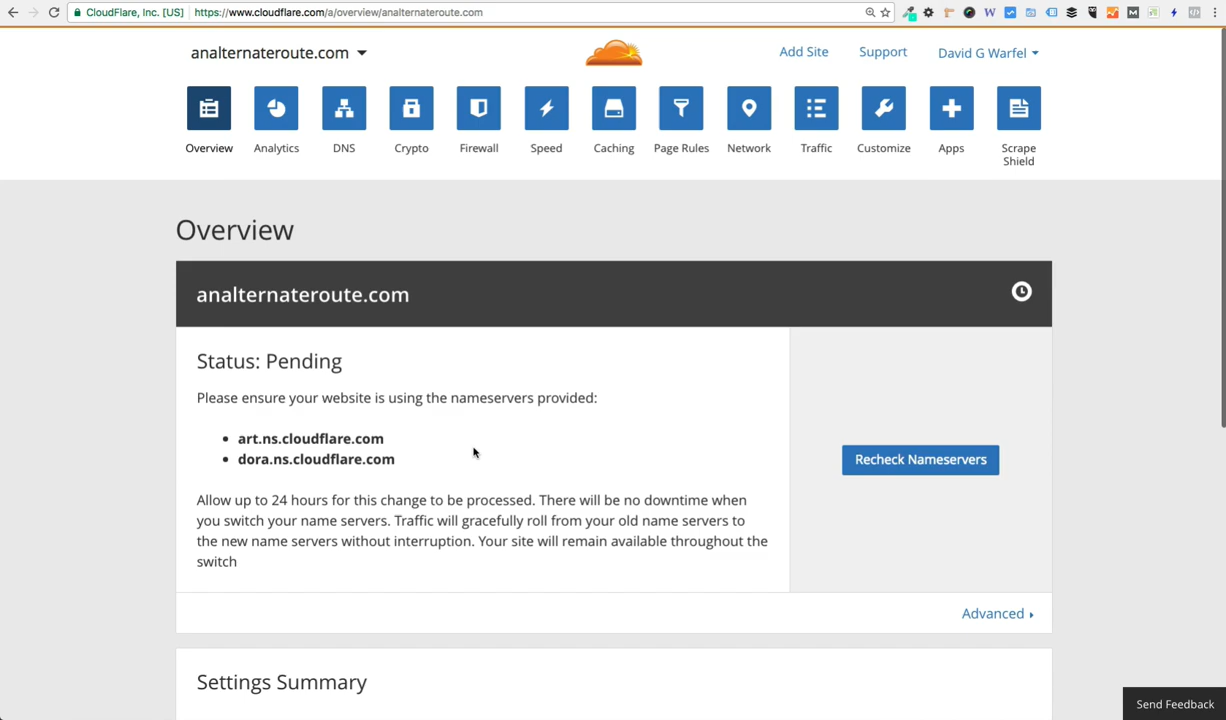 CloudFlare, Inc. [US] https://www.cloudflare.com/a/overview/analternateroute.com
analternateroute.com
Add Site Support David G Warfel
Overview Analytics DNS Crypto Firewall Speed Caching Page Rules Network Traffic Customize Apps Scrape Shield
Overview
analternateroute.com
Status: Pending
Please ensure your website is using the nameservers provided:
• art.ns.cloudflare.com
• dora.ns.cloudflare.com
Recheck Nameservers
Allow up to 24 hours for this change to be processed. There will be no downtime when
you switch your name servers. Traffic will gracefully roll from your old name servers to
the new name servers without interruption. Your site will remain available throughout the
switch
Advanced
Settings Summary
Send Feedback